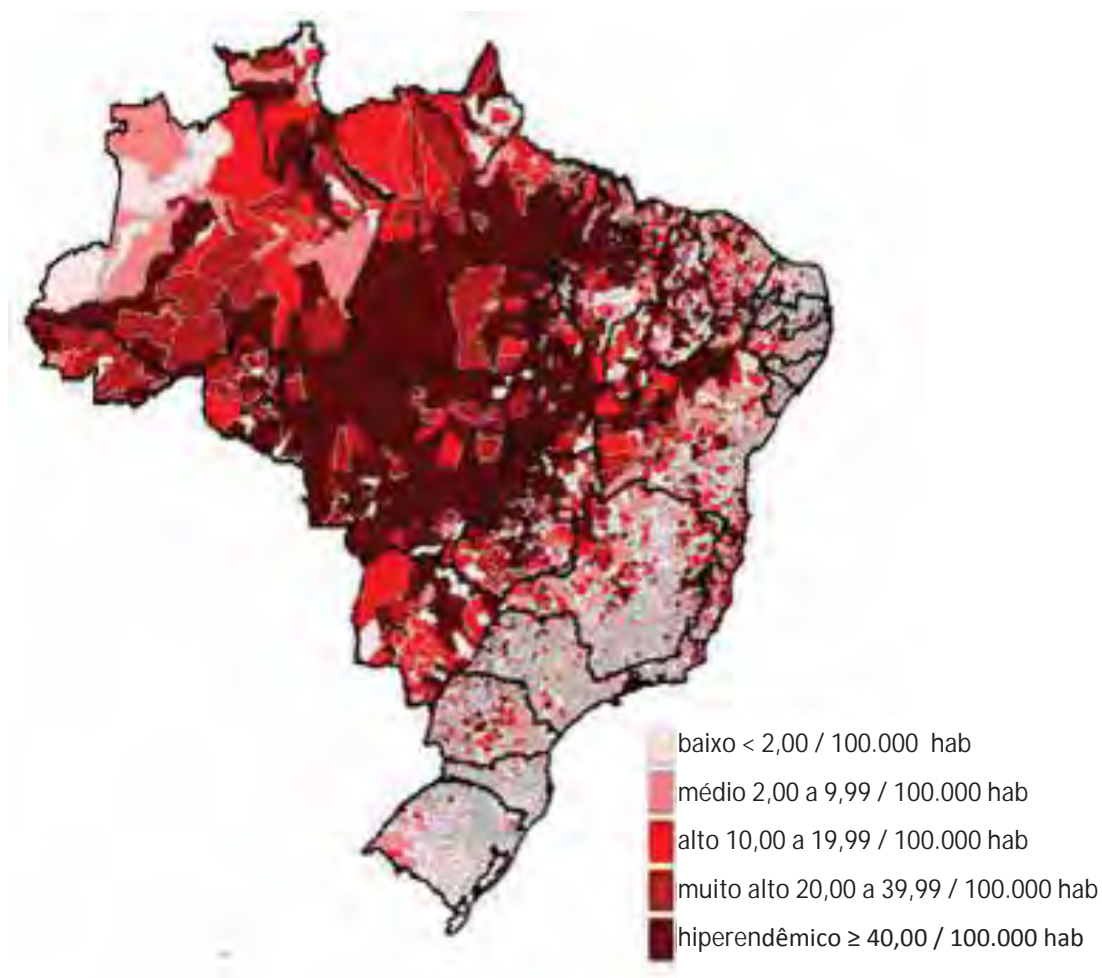 baixo < 2,00 / 100.000 hab
médio 2,00 a 9,99 / 100.000 hab
alto 10,00 a 19,99 / 100.000 hab
muito alto 20,00 a 39,99 / 100.000 hab
hiperendêmico ≥ 40,00 / 100.000 hab